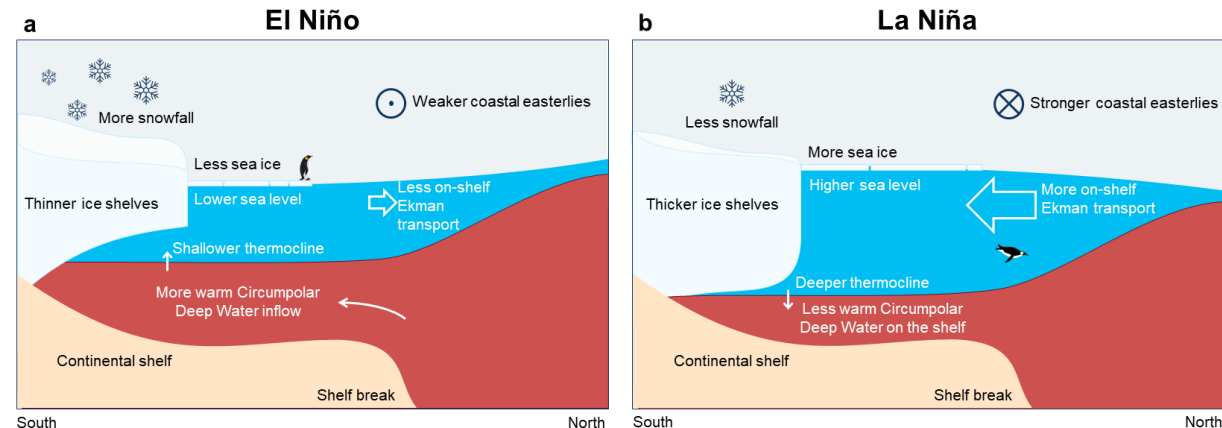 a
El Niño
More snowfall
Weaker coastal easterlies
Less sea ice
Thinner ice shelves
Lower sea level
Less on-shelf
Ekman
transport
Shallower thermocline
More warm Circumpolar
Deep Water inflow
Continental shelf
Shelf break
South
North
b
La Niña
Less snowfall
Stronger coastal easterlies
More sea ice
Thicker ice shelves
Higher sea level
More on-shelf
Ekman transport
Deeper thermocline
Less warm Circumpolar
Deep Water on the shelf
Continental shelf
Shelf break
South
North